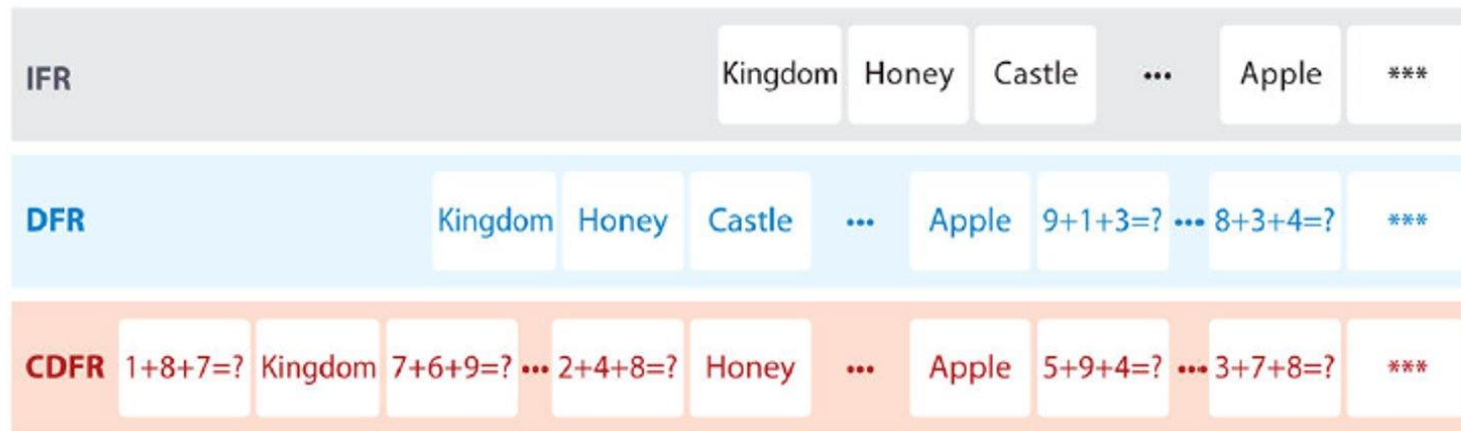 IFR Kingdom Honey Castle ... Apple ***
DFR Kingdom Honey Castle ... Apple 9+1+3=? ... 8+3+4=? ***
CDFR 1+8+7=? Kingdom 7+6+9=? ... 2+4+8=? Honey ... Apple 5+9+4=? ... 3+7+8=? ***